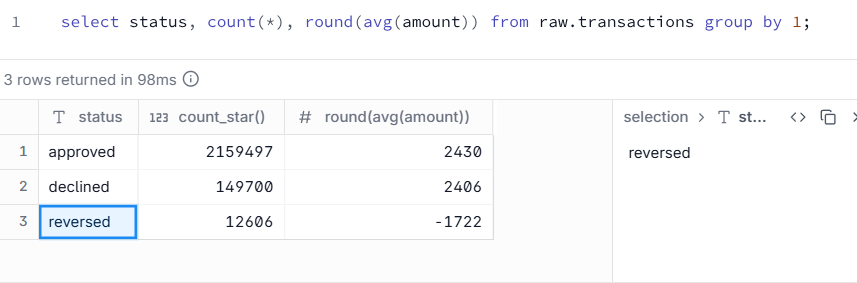 1 select status, count(*), round(avg(amount)) from raw.transactions group by 1;
3 rows returned in 98ms
T status 123 count_star() # round(avg(amount))
1 approved 2159497 2430
2 declined 149700 2406
3 reversed 12606 -1722
selection > T st... <>
reversed